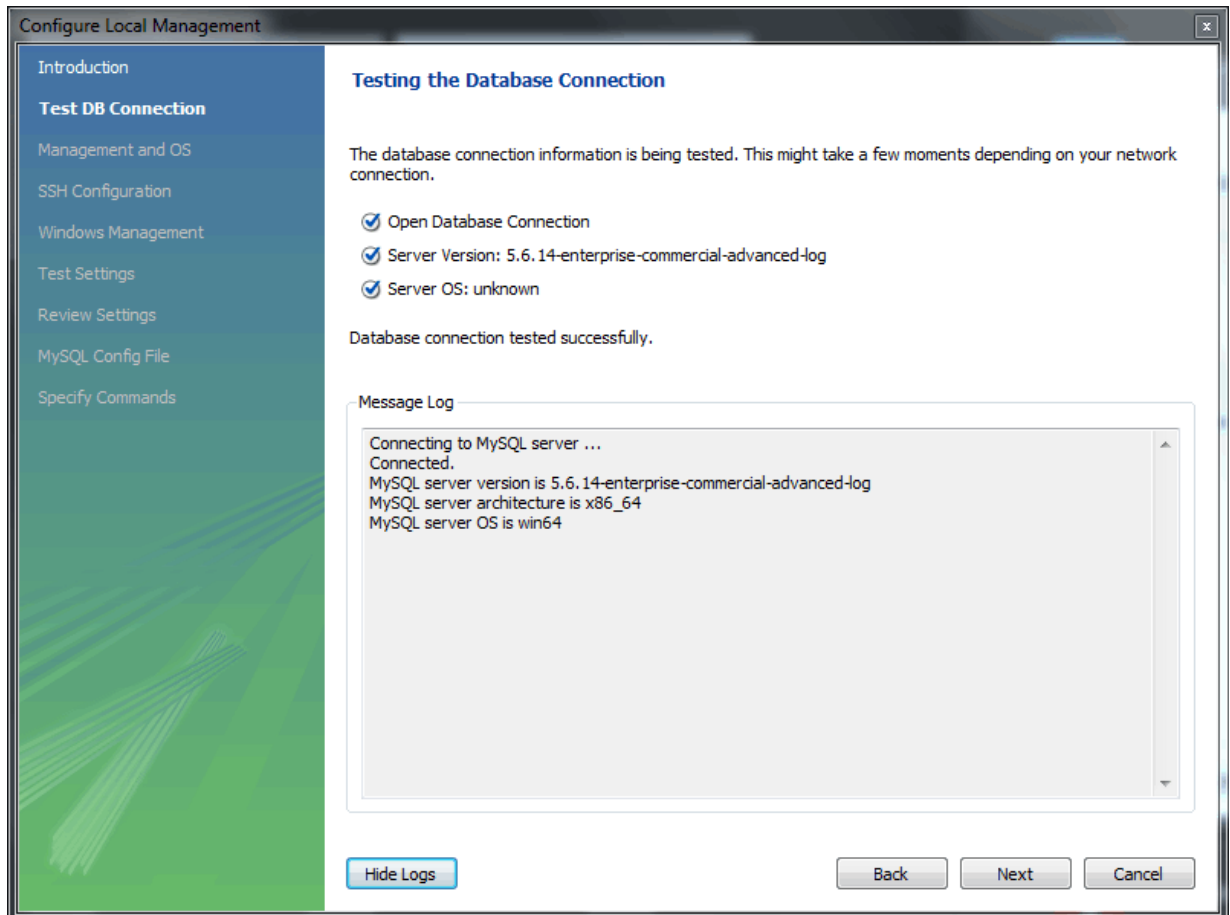 Configure Local Management
x
Introduction
Test DB Connection
Management and OS
SSH Configuration
Windows Management
Test Settings
Review Settings
MySQL Config File
Specify Commands
Testing the Database Connection
The database connection information is being tested. This might take a few moments depending on your network
connection.
Open Database Connection
Server Version: 5.6.14-enterprise-commercial-advanced-log
Server OS: unknown
Database connection tested successfully.
Message Log
Connecting to MySQL server ...
Connected.
MySQL server version is 5.6.14-enterprise-commercial-advanced-log
MySQL server architecture is x86_64
MySQL server OS is win64
Hide Logs
Back
Next
Cancel